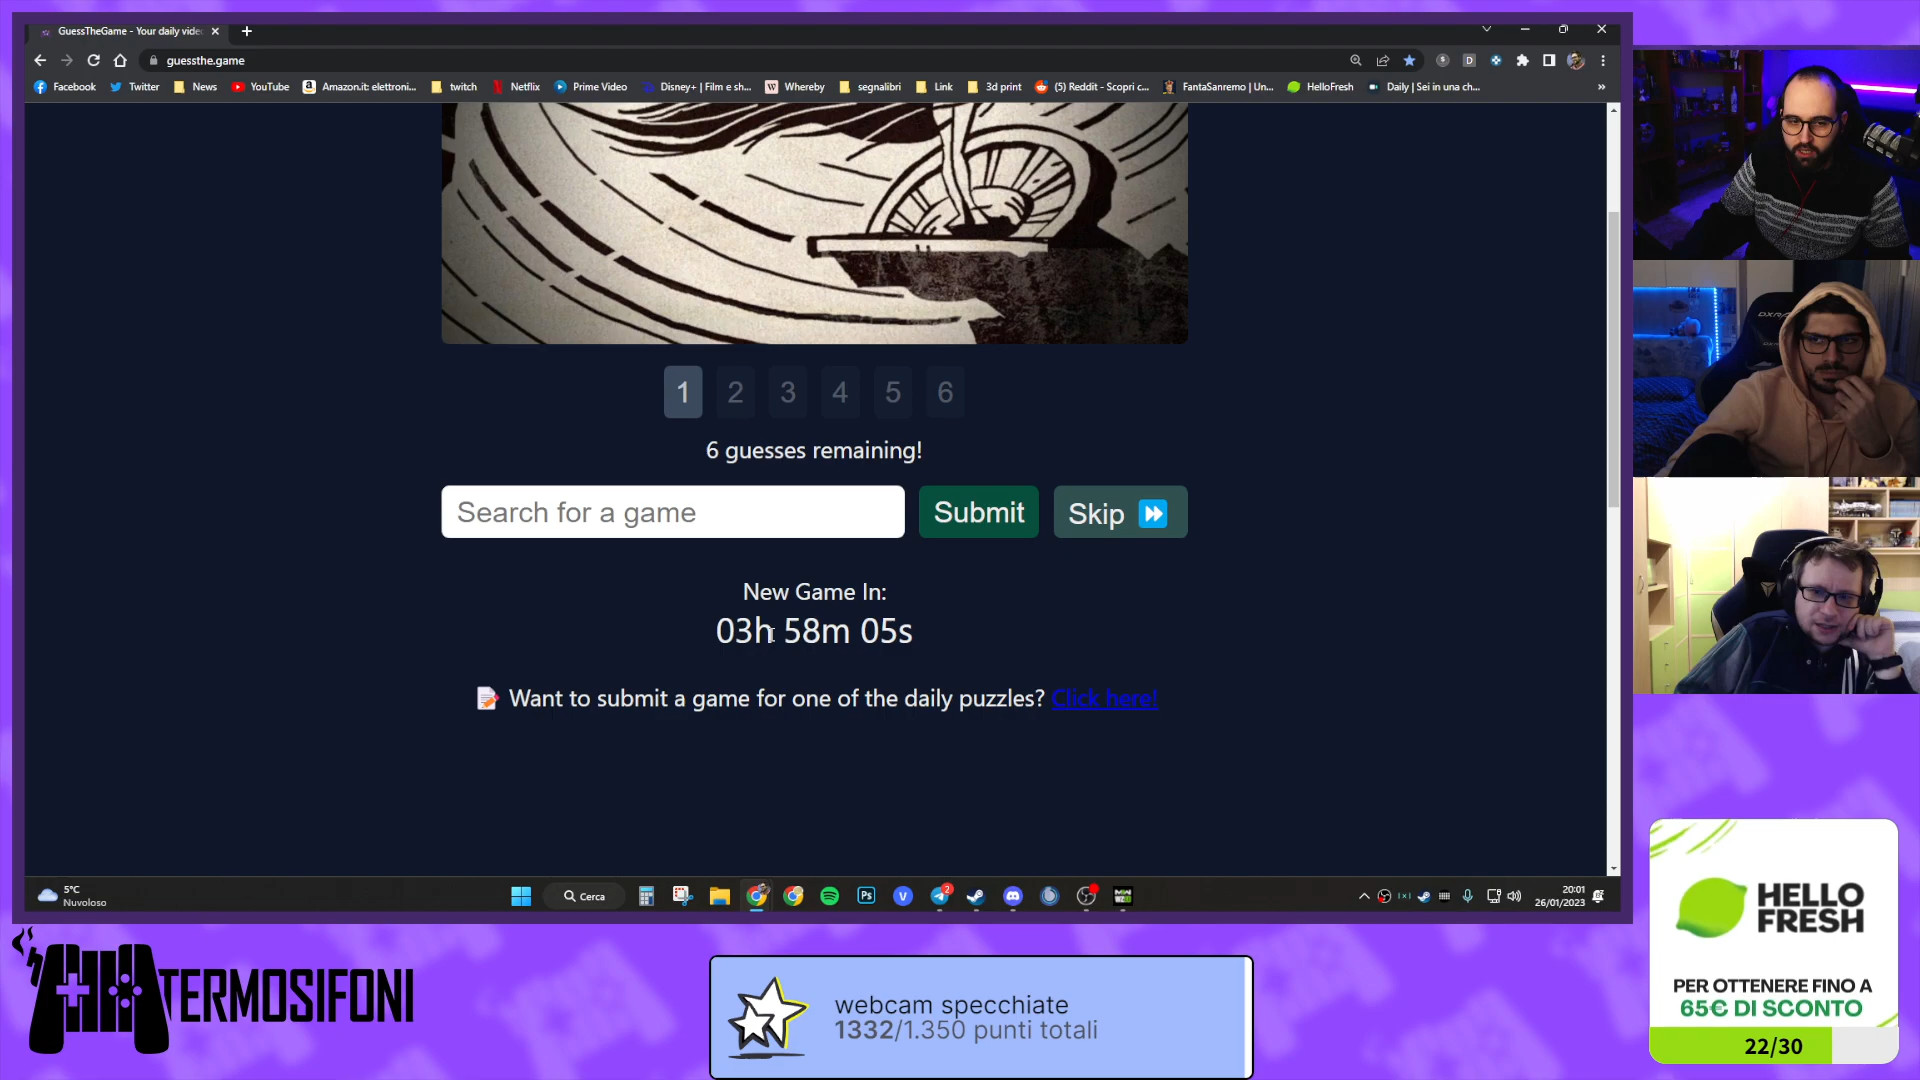 GuessTheGame - Your daily vide
guessthe.game
Facebook
Twitter
News
YouTube
Amazon.it: elettroni...
twitch
Netflix
Prime Video
Disney+ | Film e sh...
Whereby
segnalibri
Link
3d print
(5) Reddit - Scopri c...
FantaSanremo | Un...
HelloFresh
Daily | Sei in una ch...
1 2 3 4 5 6
6 guesses remaining!
Search for a game
Submit
Skip
New Game In:
03h 58m 05s
Want to submit a game for one of the daily puzzles? Click here!
5°C
Nuvoloso
Cerca
20:01
26/01/2023
TERMOSIFONI
webcam specchiate
1332/1.350 punti totali
HELLO
FRESH
PER OTTENERE FINO A
65€ DI SCONTO
22/30